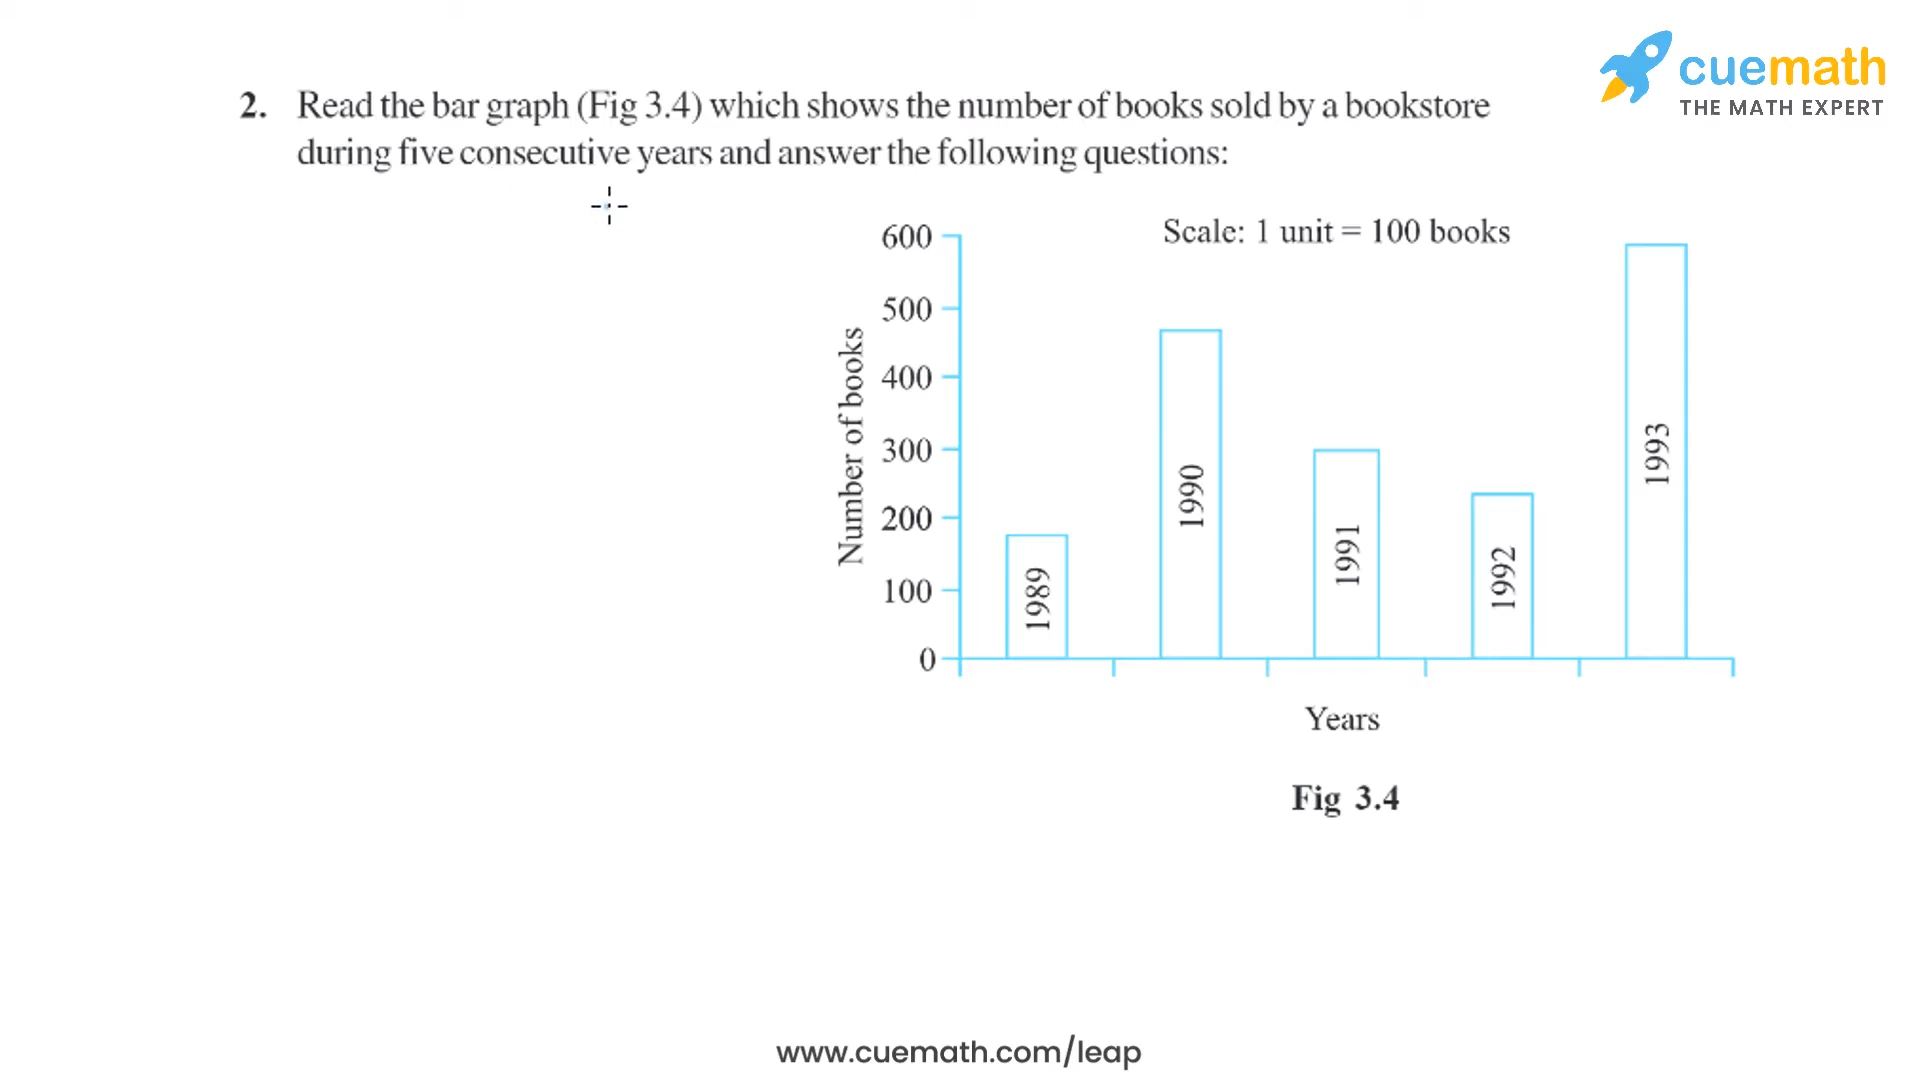 cuemath
THE MATH EXPERT
2. Read the bar graph (Fig 3.4) which shows the number of books sold by a bookstore
during five consecutive years and answer the following questions:
Scale: 1 unit = 100 books
600
500
400
300
200
100
0
Number of books
1989
1990
1991
1992
1993
Years
Fig 3.4
www.cuemath.com/leap